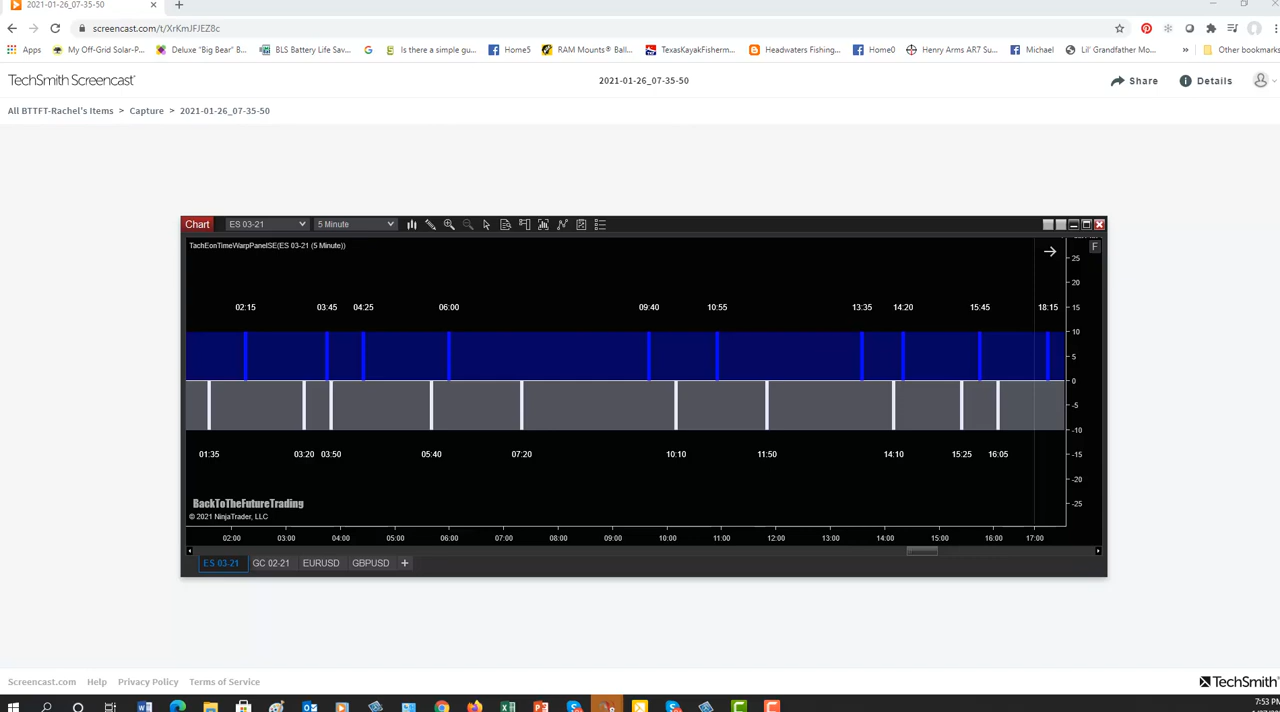 2021-01-26_07-35-50
screencast.com/t/XrKmJFJEZ8c
Apps My Off-Grid Solar-P... Deluxe "Big Bear" B... BLS Battery Life Sav... Is there a simple gu... Home5 RAM Mounts® Ball... TexasKayakFisherm... Headwaters Fishing... Home0 Henry Arms AR7 Su... Michael Lil' Grandfather Mo... » Other bookmarks
TechSmith Screencast
2021-01-26_07-35-50
Share
Details
All BTTFT-Rachel's Items > Capture > 2021-01-26_07-35-50
Chart ES 03-21 5 Minute
TachEonTimeWarpPanelSE(ES 03-21 (5 Minute))
F
25
20
02:15 03:45 04:25 06:00 09:40 10:55 13:35 14:20 15:45 18:15 15
10
5
0
-5
-10
01:35 03:20 03:50 05:40 07:20 10:10 11:50 14:10 15:25 16:05 -15
-20
BackToTheFutureTrading -25
© 2021 NinjaTrader, LLC
02:00 03:00 04:00 05:00 06:00 07:00 08:00 09:00 10:00 11:00 12:00 13:00 14:00 15:00 16:00 17:00
ES 03-21 GC 02-21 EURUSD GBPUSD +
Screencast.com Help Privacy Policy Terms of Service
TechSmith
7:53 PM